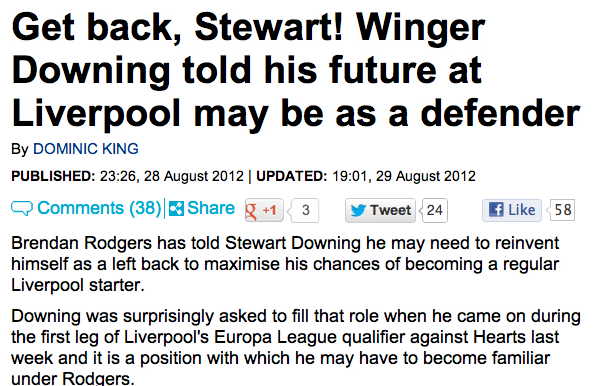 Get back, Stewart! Winger
Downing told his future at
Liverpool may be as a defender
By DOMINIC KING
PUBLISHED: 23:26, 28 August 2012 | UPDATED: 19:01, 29 August 2012
Comments (38) Share g +1 3 Tweet 24 f Like 58
Brendan Rodgers has told Stewart Downing he may need to reinvent
himself as a left back to maximise his chances of becoming a regular
Liverpool starter.
Downing was surprisingly asked to fill that role when he came on during
the first leg of Liverpool's Europa League qualifier against Hearts last
week and it is a position with which he may have to become familiar
under Rodgers.